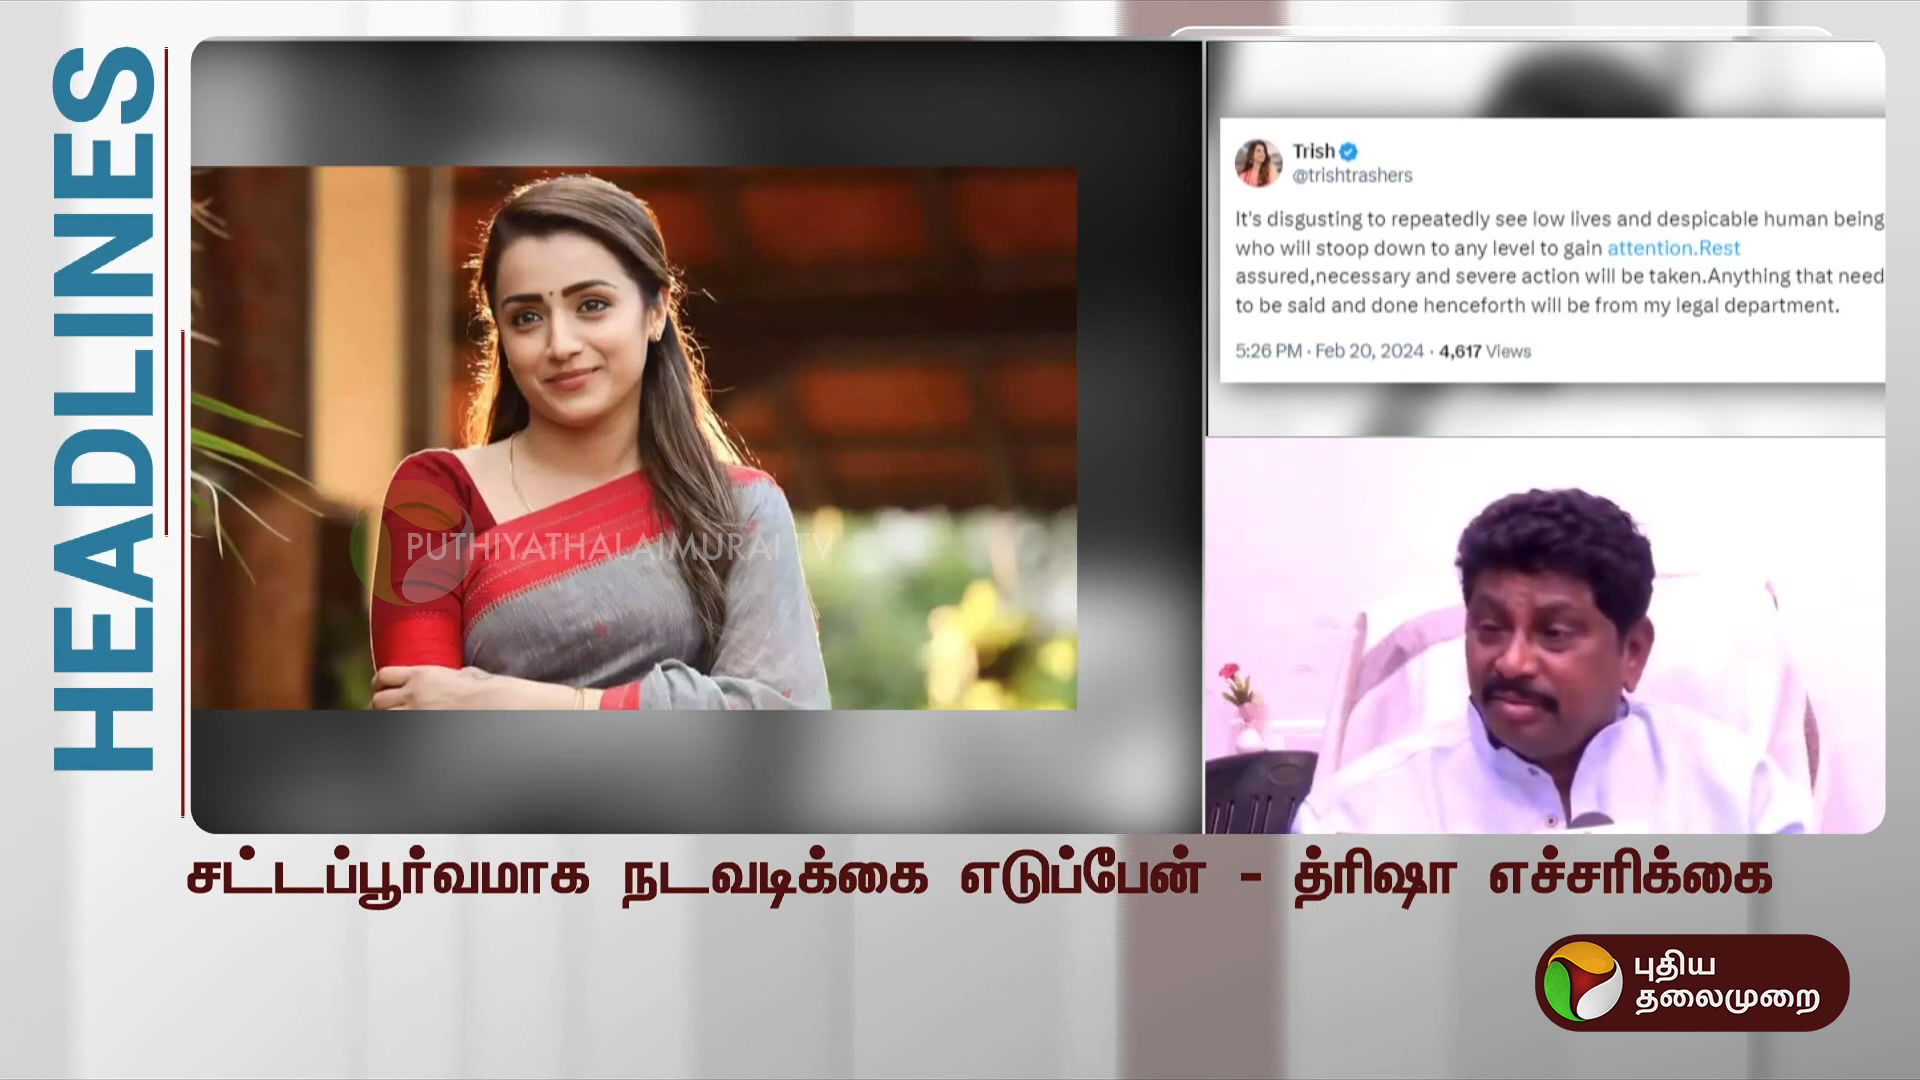 HEADLINES
Trish
@trishtrashers
It's disgusting to repeatedly see low lives and despicable human being
who will stoop down to any level to gain attention.Rest
assured,necessary and severe action will be taken.Anything that need
to be said and done henceforth will be from my legal department.
5:26 PM · Feb 20, 2024 · 4,617 Views
PUTHIYATHALAIMURAI TV
சட்டப்பூர்வமாக நடவடிக்கை எடுப்பேன் - த்ரிஷா எச்சரிக்கை
புதிய
தலைமுறை